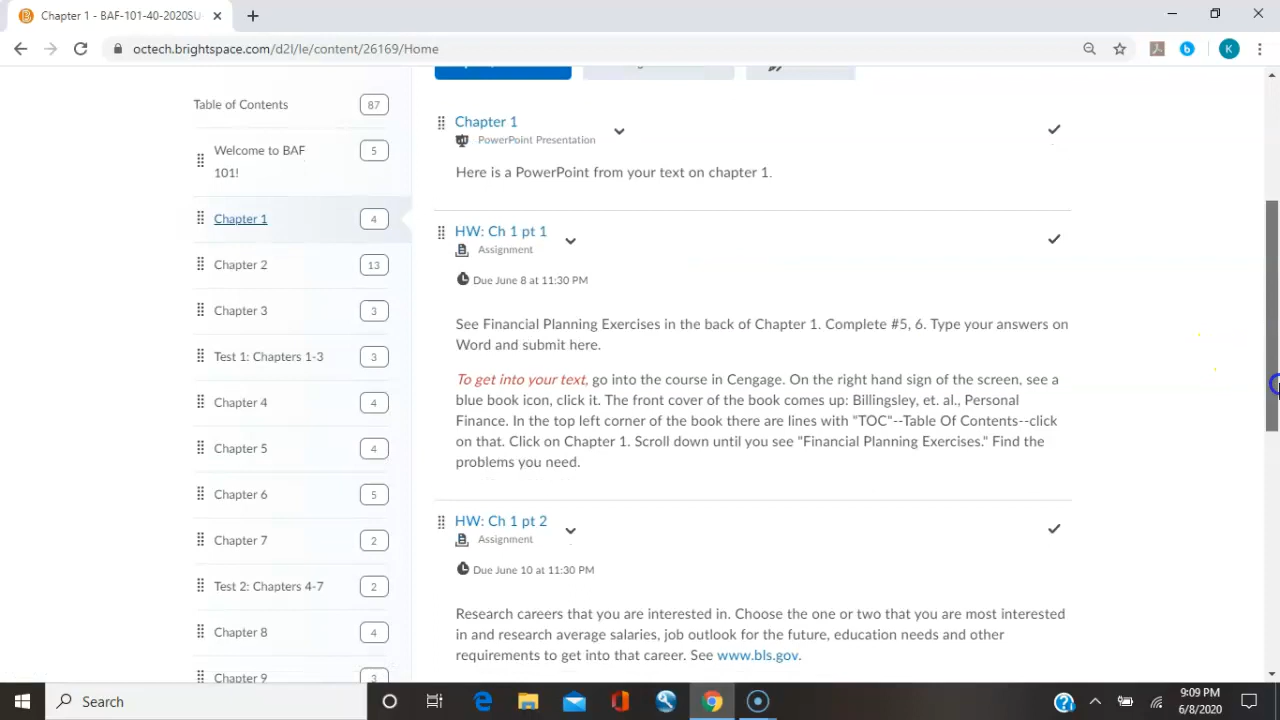 Chapter 1 - BAF-101-40-2020SU-
octech.brightspace.com/d2l/le/content/26169/Home
K
Table of Contents
87
Welcome to BAF
101!
5
Chapter 1
4
Chapter 2
13
Chapter 3
3
Test 1: Chapters 1-3
3
Chapter 4
4
Chapter 5
4
Chapter 6
5
Chapter 7
2
Test 2: Chapters 4-7
2
Chapter 8
4
Chapter 9
3
Chapter 1
PowerPoint Presentation
Here is a PowerPoint from your text on chapter 1.
HW: Ch 1 pt 1
Assignment
Due June 8 at 11:30 PM
See Financial Planning Exercises in the back of Chapter 1. Complete #5, 6. Type your answers on
Word and submit here.
To get into your text, go into the course in Cengage. On the right hand sign of the screen, see a
blue book icon, click it. The front cover of the book comes up: Billingsley, et. al., Personal
Finance. In the top left corner of the book there are lines with "TOC"--Table Of Contents--click
on that. Click on Chapter 1. Scroll down until you see "Financial Planning Exercises." Find the
problems you need.
HW: Ch 1 pt 2
Assignment
Due June 10 at 11:30 PM
Research careers that you are interested in. Choose the one or two that you are most interested
in and research average salaries, job outlook for the future, education needs and other
requirements to get into that career. See www.bls.gov.
Search
9:09 PM
6/8/2020